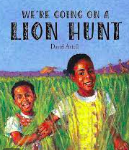 WE'RE GOING ON A
LION HUNT
David Axtell